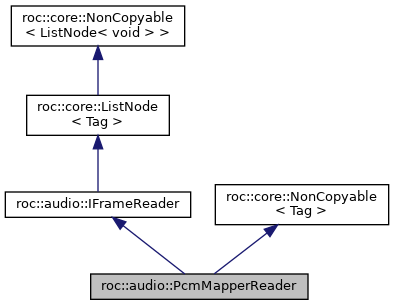 roc::core::NonCopyable
< ListNode< void > >
roc::core::ListNode
< Tag >
roc::audio::IFrameReader
roc::core::NonCopyable
< Tag >
roc::audio::PcmMapperReader